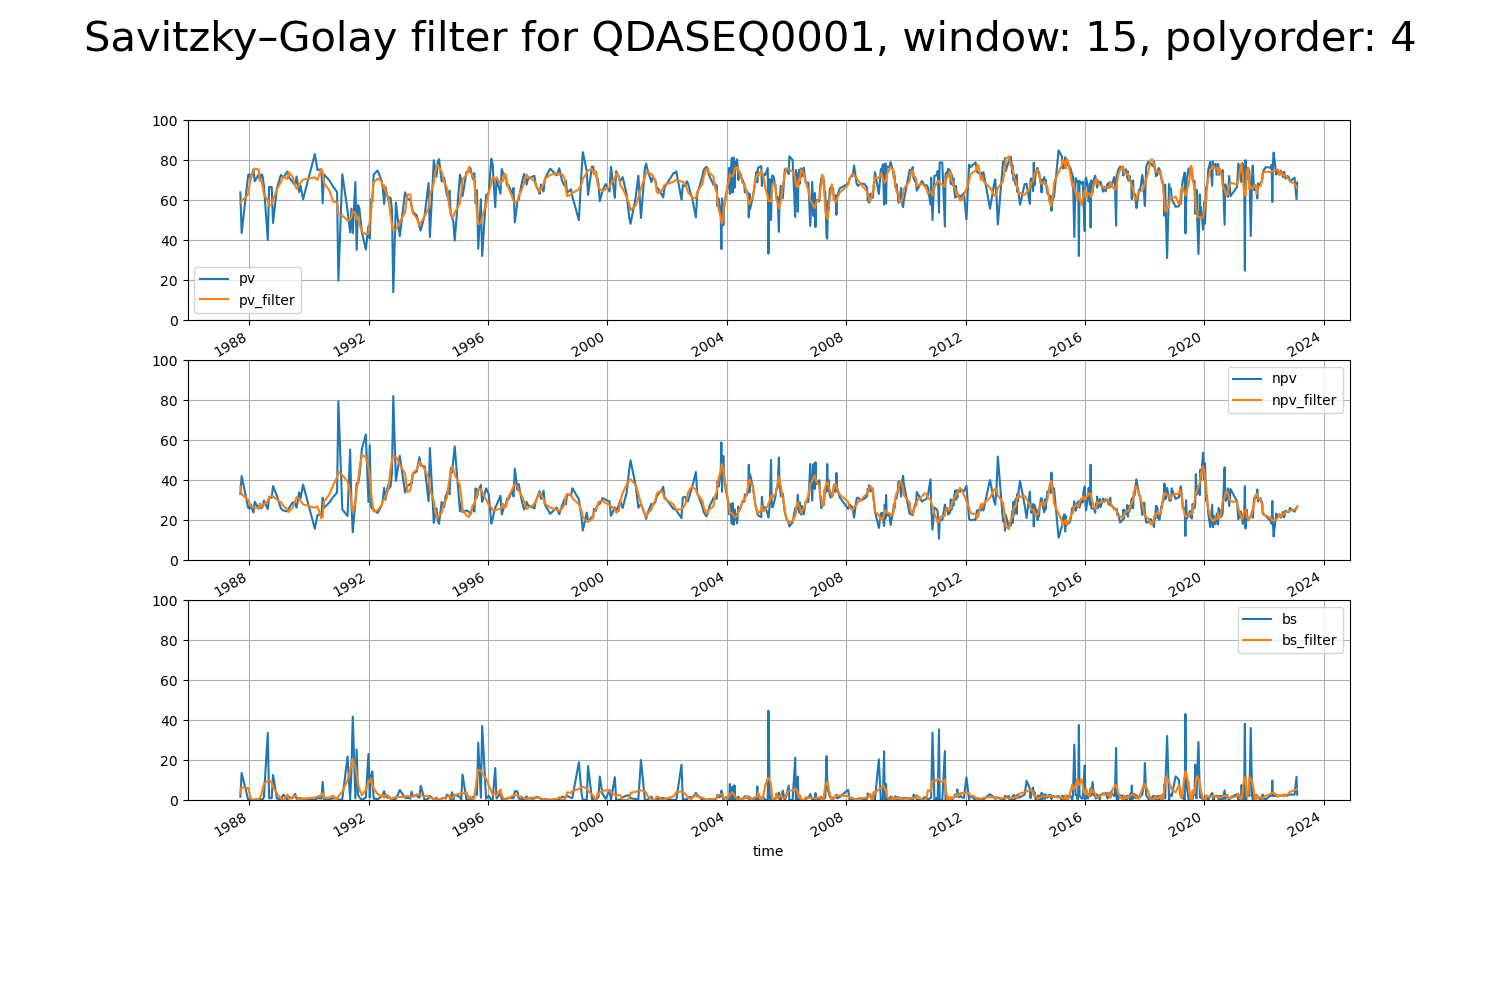 Savitzky–Golay filter for QDASEQ0001, window: 15, polyorder: 4
100
80
60
40
20
0
pv
pv_filter
1988 1992 1996 2000 2004 2008 2012 2016 2020 2024
100
80
60
40
20
0
npv
npv_filter
1988 1992 1996 2000 2004 2008 2012 2016 2020 2024
100
80
60
40
20
0
bs
bs_filter
1988 1992 1996 2000 2004 2008 2012 2016 2020 2024
time